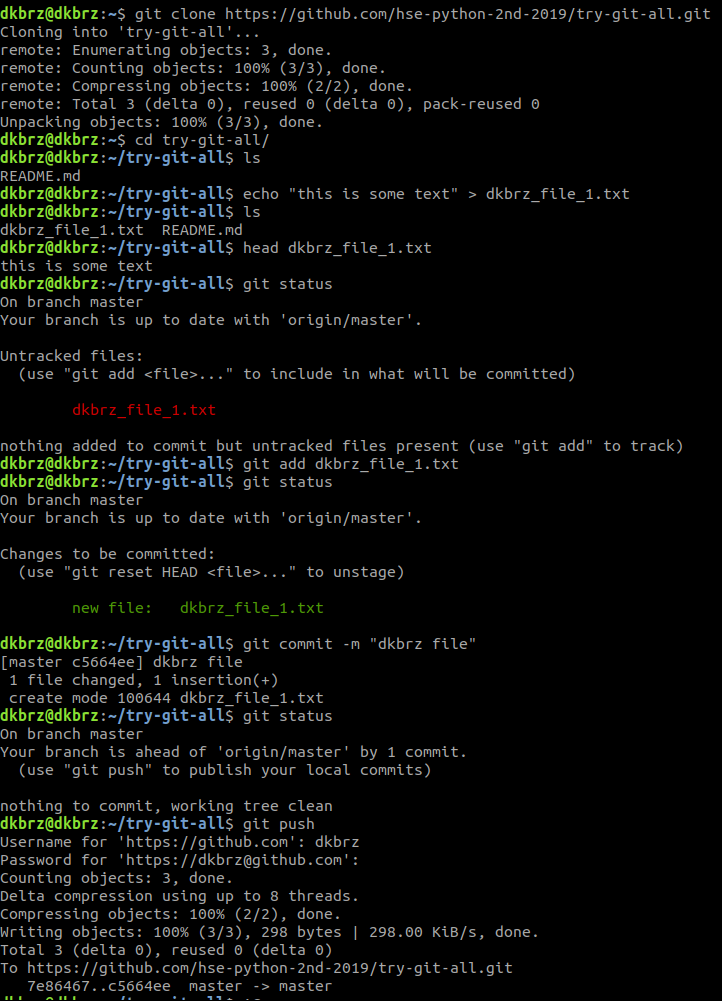 dkbrz@dkbrz:~$ git clone https://github.com/hse-python-2nd-2019/try-git-all.git
Cloning into 'try-git-all'...
remote: Enumerating objects: 3, done.
remote: Counting objects: 100% (3/3), done.
remote: Compressing objects: 100% (2/2), done.
remote: Total 3 (delta 0), reused 0 (delta 0), pack-reused 0
Unpacking objects: 100% (3/3), done.
dkbrz@dkbrz:~$ cd try-git-all/
dkbrz@dkbrz:~/try-git-all$ ls
README.md
dkbrz@dkbrz:~/try-git-all$ echo "this is some text" > dkbrz_file_1.txt
dkbrz@dkbrz:~/try-git-all$ ls
dkbrz_file_1.txt  README.md
dkbrz@dkbrz:~/try-git-all$ head dkbrz_file_1.txt
this is some text
dkbrz@dkbrz:~/try-git-all$ git status
On branch master
Your branch is up to date with 'origin/master'.

Untracked files:
  (use "git add <file>..." to include in what will be committed)

        dkbrz_file_1.txt

nothing added to commit but untracked files present (use "git add" to track)
dkbrz@dkbrz:~/try-git-all$ git add dkbrz_file_1.txt
dkbrz@dkbrz:~/try-git-all$ git status
On branch master
Your branch is up to date with 'origin/master'.

Changes to be committed:
  (use "git reset HEAD <file>..." to unstage)

        new file:   dkbrz_file_1.txt

dkbrz@dkbrz:~/try-git-all$ git commit -m "dkbrz file"
[master c5664ee] dkbrz file
 1 file changed, 1 insertion(+)
 create mode 100644 dkbrz_file_1.txt
dkbrz@dkbrz:~/try-git-all$ git status
On branch master
Your branch is ahead of 'origin/master' by 1 commit.
  (use "git push" to publish your local commits)

nothing to commit, working tree clean
dkbrz@dkbrz:~/try-git-all$ git push
Username for 'https://github.com': dkbrz
Password for 'https://dkbrz@github.com':
Counting objects: 3, done.
Delta compression using up to 8 threads.
Compressing objects: 100% (2/2), done.
Writing objects: 100% (3/3), 298 bytes | 298.00 KiB/s, done.
Total 3 (delta 0), reused 0 (delta 0)
To https://github.com/hse-python-2nd-2019/try-git-all.git
   7e86467..c5664ee  master -> master